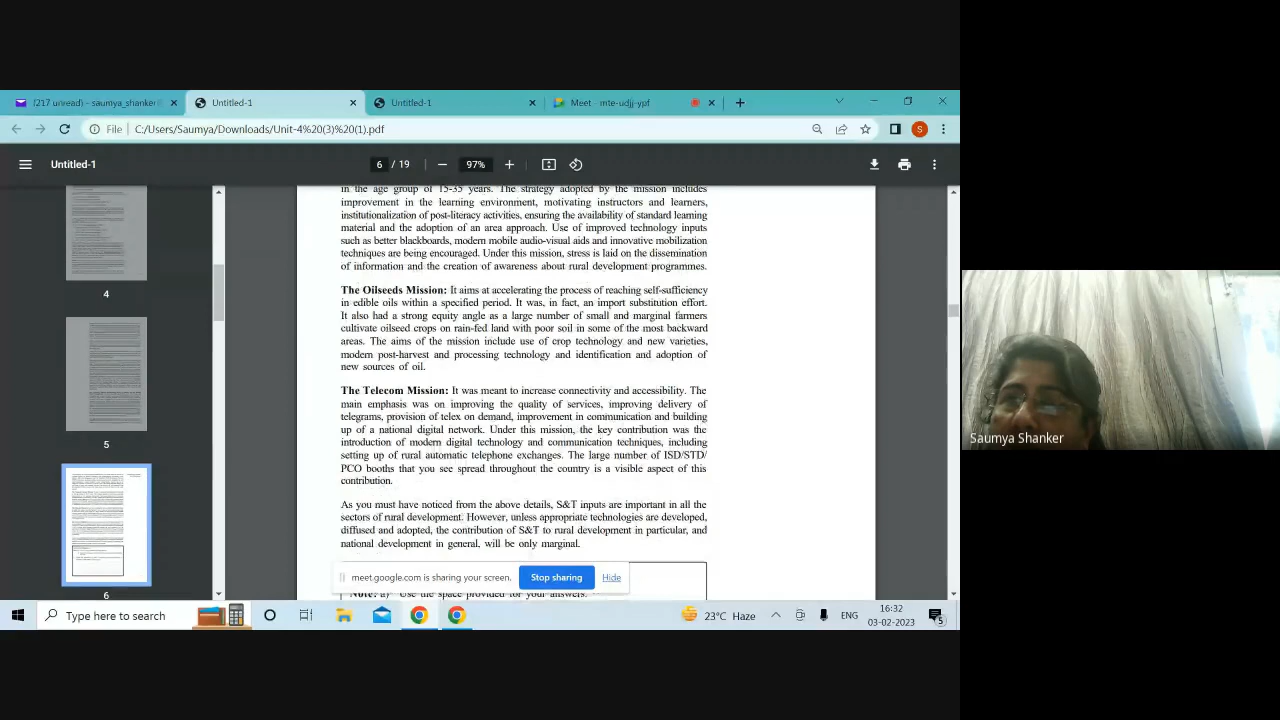 (217 unread) - saumya_shanker
Untitled-1
Untitled-1
Meet - mte-udjj-ypf
File
C:/Users/Saumya/Downloads/Unit-4%20(3)%20(1).pdf
Untitled-1
6 / 19
97%
4
5
6
in the age group of 15-35 years. The strategy adopted by the mission includes
improvement in the learning environment, motivating instructors and learners,
institutionalization of post-literacy activities, ensuring the availability of standard learning
material and the adoption of an area approach. Use of improved technology inputs
such as better blackboards, modern mobile audio-visual aids and innovative mobilization
techniques are being encouraged. Under this mission, stress is laid on the dissemination
of information and the creation of awareness about rural development programmes.
The Oilseeds Mission: It aims at accelerating the process of reaching self-sufficiency
in edible oils within a specified period. It was, in fact, an import substitution effort.
It also had a strong equity angle as a large number of small and marginal farmers
cultivate oilseed crops on rain-fed land with poor soil in some of the most backward
areas. The aims of the mission include use of crop technology and new varieties,
modern post-harvest and processing technology and identification and adoption of
new sources of oil.
The Telecom Mission: It was meant to increase connectivity and accessibility. The
main emphasis was on improving the quality of services, improving delivery of
telegrams, provision of telex on demand, improvement in communication and building
up of a national digital network. Under this mission, the key contribution was the
introduction of modern digital technology and communication techniques, including
setting up of rural automatic telephone exchanges. The large number of ISD/STD/
PCO booths that you see spread throughout the country is a visible aspect of this
contribution.
As you must have noticed from the above details, S&T inputs are important in all the
sectors of rural development. However, unless appropriate technologies are developed,
diffused and adopted, the contribution of S&T to rural development in particular, and
national development in general, will be only marginal.
meet.google.com is sharing your screen.
Stop sharing
Hide
Note: a) Use the space provided for your answers.
Type here to search
23°C Haze
ENG
16:32
03-02-2023
5
S
Saumya Shanker